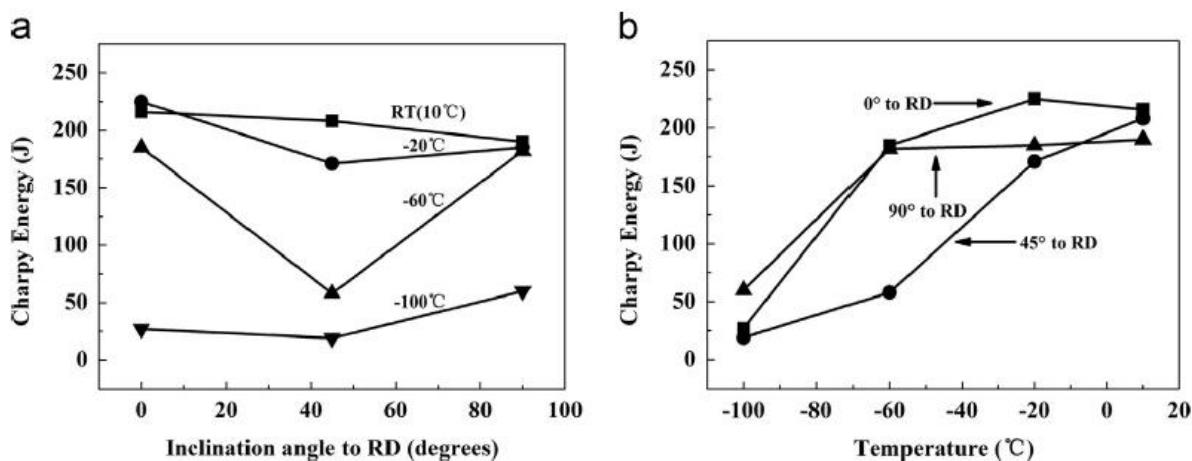 a
250
200
150
100
50
0
Charpy Energy (J)
RT(10℃)
-20℃
-60℃
-100℃
0 20 40 60 80 100
Inclination angle to RD (degrees)
b
250
200
150
100
50
0
Charpy Energy (J)
0° to RD
90° to RD
45° to RD
-100 -80 -60 -40 -20 0 20
Temperature (℃)